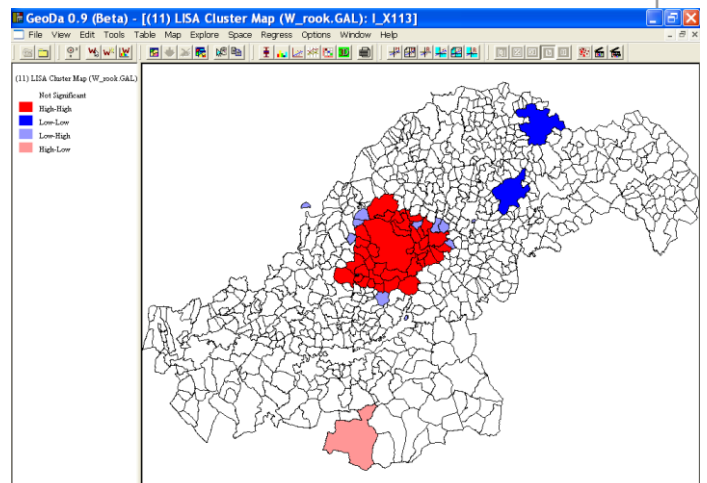 GeoDa 0.9 (Beta) - [(11) LISA Cluster Map (W_rook.GAL): I_X113]
File View Edit Tools Table Map Explore Space Regress Options Window Help
(11) LISA Cluster Map (W_rook.GAL)
Not Significant
High-High
Low-Low
Low-High
High-Low